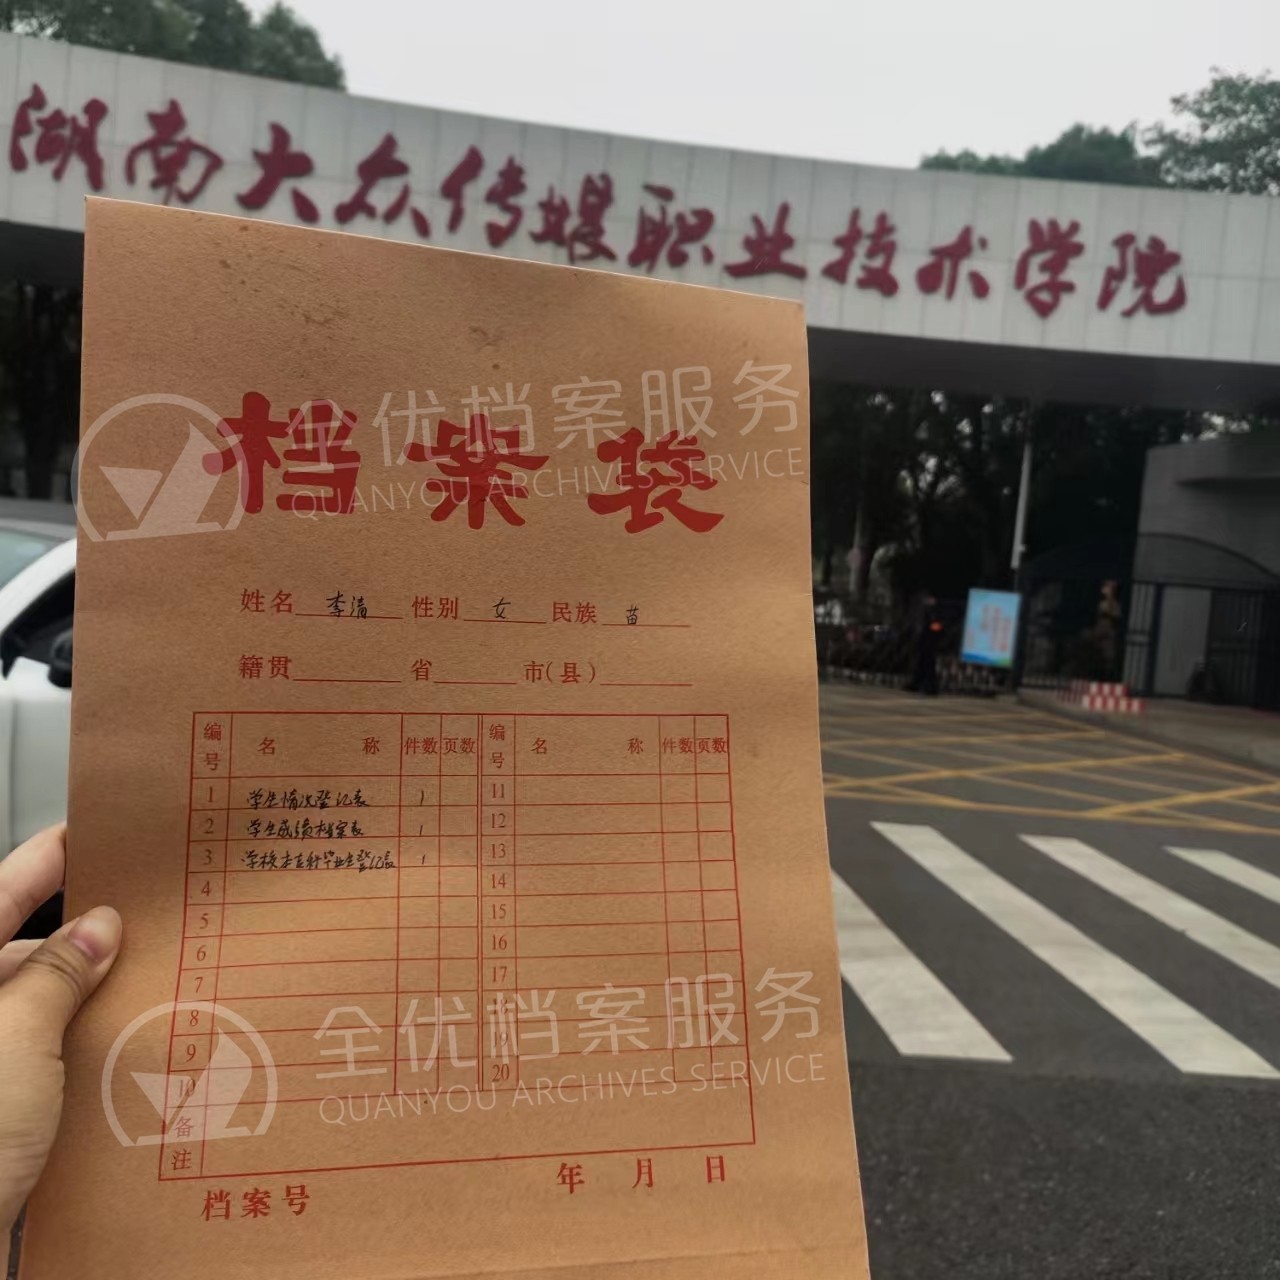 湖南大众传媒职业技术学院
档案袋
全优档案服务
QUANYOU ARCHIVES SERVICE
姓名 李清 性别 女 民族 苗
籍贯 省 市(县)
编号 名 称 件数 页数 编号 名 称 件数 页数
1 学生情况登记表 1 11
2 学生成绩档案表 1 12
3 学校本专科毕业生登记表 1 13
4 14
5 15
6 16
7 17
8 18
9 19
10 20
全优档案服务
QUANYOU ARCHIVES SERVICE
备注
档案号 年 月 日